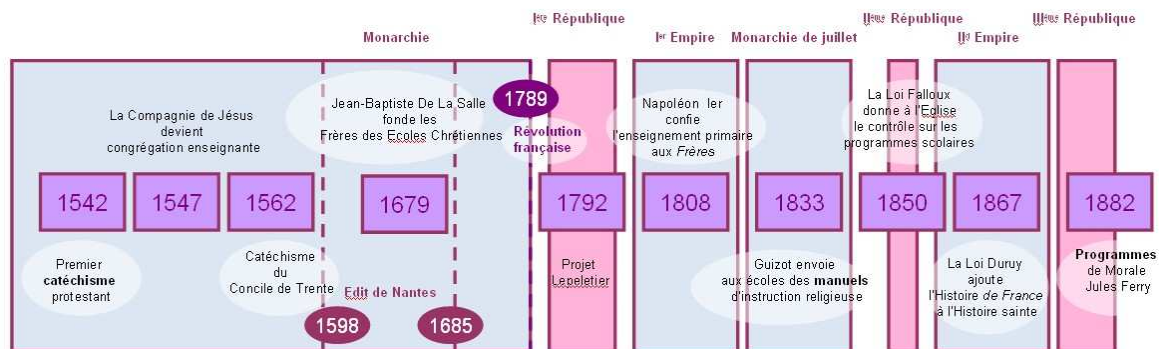 Ière République
IIème République
IIIème République
Monarchie
Ier Empire
Monarchie de juillet
IId Empire
La Compagnie de Jésus
devient
congrégation enseignante
Jean-Baptiste De La Salle
fonde les
Frères des Ecoles Chrétiennes
1789
Révolution
française
Napoléon Ier
confie
l'enseignement primaire
aux Frères
La Loi Falloux
donne à l'Eglise
le contrôle sur les
programmes scolaires
1542
1547
1562
1679
1792
1808
1833
1850
1867
1882
Premier
catéchisme
protestant
Catéchisme
du
Concile de Trente
Edit de Nantes
1598
1685
Projet
Lepeletier
Guizot envoie
aux écoles des manuels
d'instruction religieuse
La Loi Duruy
ajoute
l'Histoire de France
à l'Histoire sainte
Programmes
de Morale
Jules Ferry